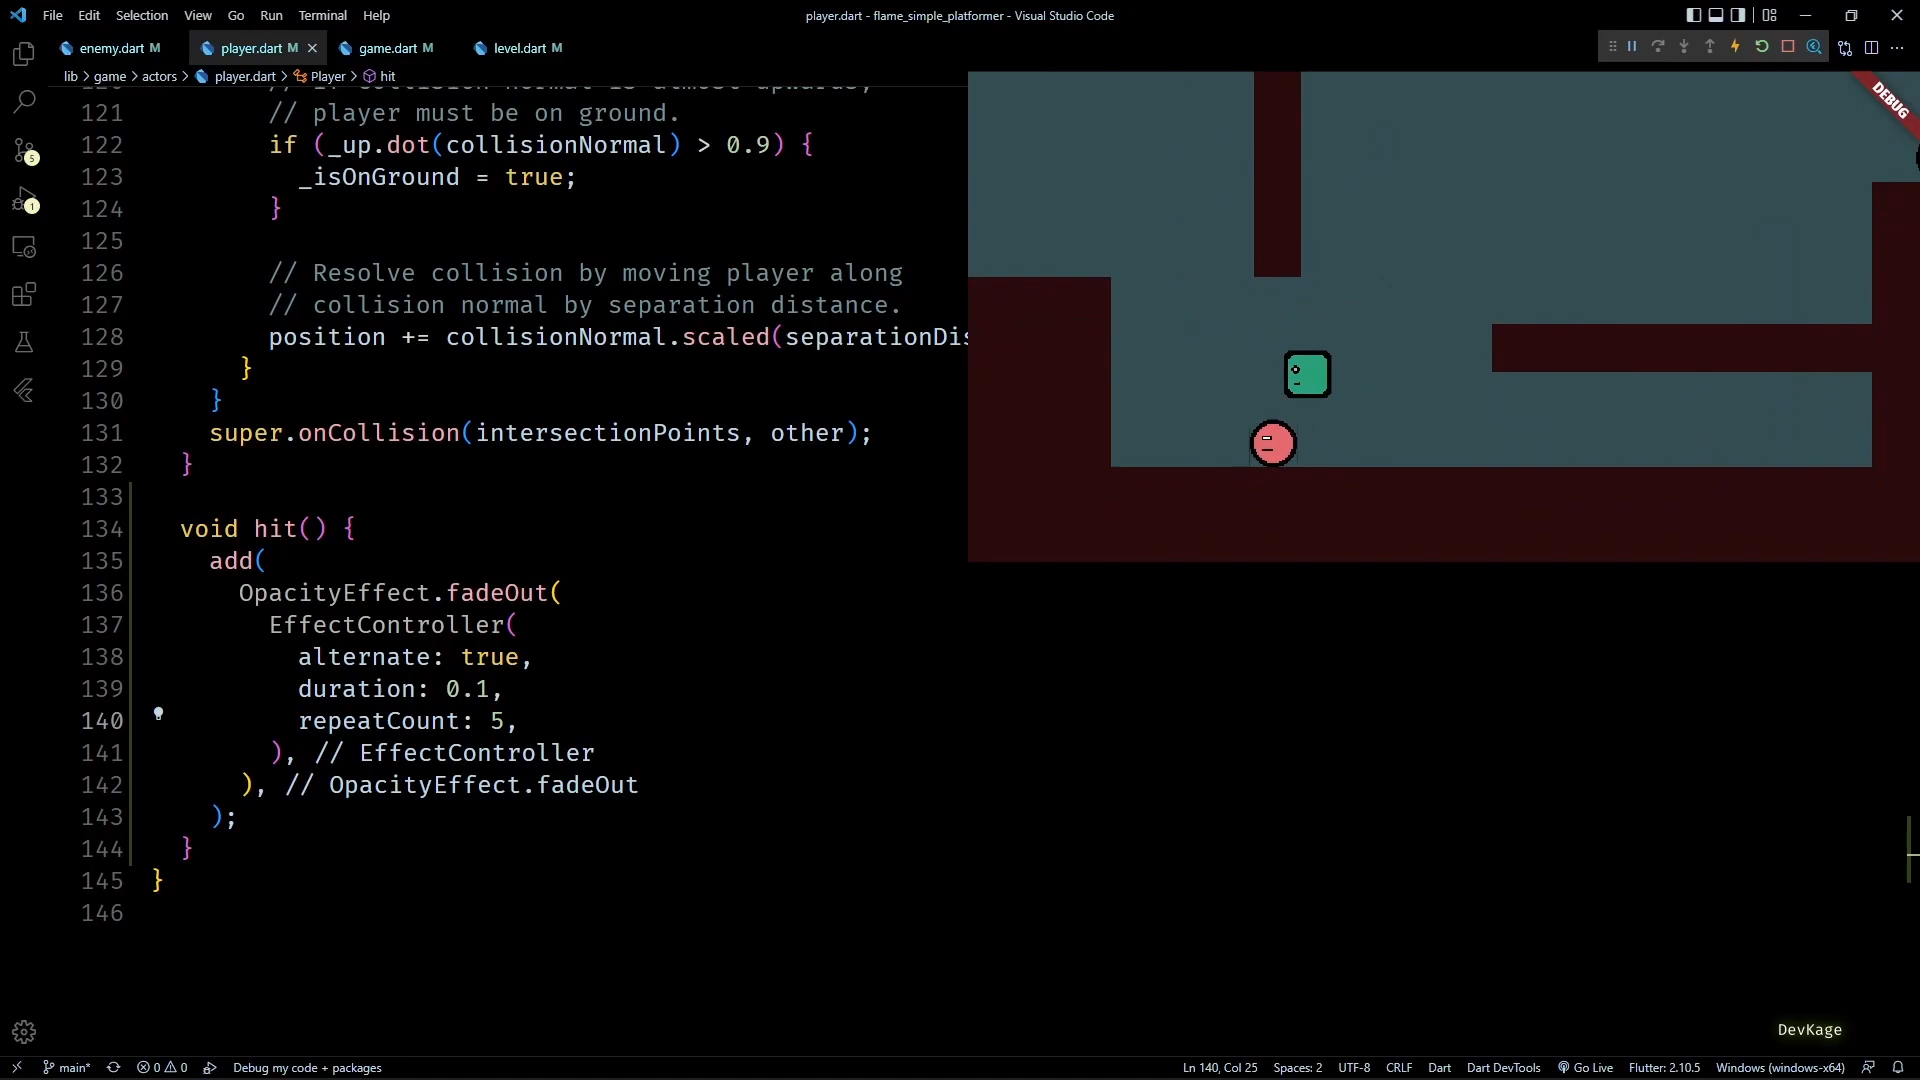 File Edit Selection View Go Run Terminal Help
player.dart - flame_simple_platformer - Visual Studio Code
enemy.dart M player.dart M game.dart M level.dart M
lib > game > actors > player.dart > Player > hit
121 // player must be on ground.
122 if (_up.dot(collisionNormal) > 0.9) {
123 _isOnGround = true;
124 }
125
126 // Resolve collision by moving player along
127 // collision normal by separation distance.
128 position += collisionNormal.scaled(separationDis
129 }
130 }
131 super.onCollision(intersectionPoints, other);
132 }
133
134 void hit() {
135 add(
136 OpacityEffect.fadeOut(
137 EffectController(
138 alternate: true,
139 duration: 0.1,
140 repeatCount: 5,
141 ), // EffectController
142 ), // OpacityEffect.fadeOut
143 );
144 }
145 }
146
5
1
DEBUG
DevKage
main* 0 0 Debug my code + packages
Ln 140, Col 25 Spaces: 2 UTF-8 CRLF Dart Dart DevTools Go Live Flutter: 2.10.5 Windows (windows-x64)